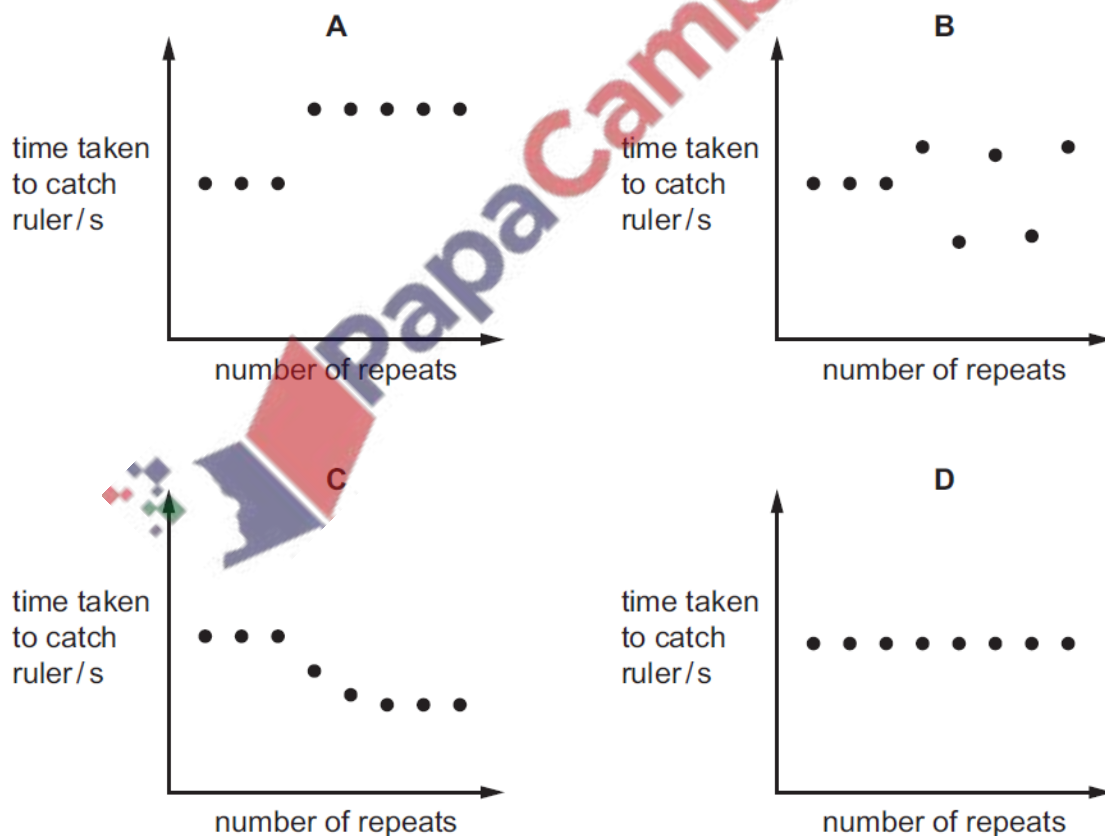 A
B
time taken
to catch
ruler/s
time taken
to catch
ruler/s
number of repeats
number of repeats
PapaCamb
C
D
time taken
to catch
ruler/s
time taken
to catch
ruler/s
number of repeats
number of repeats